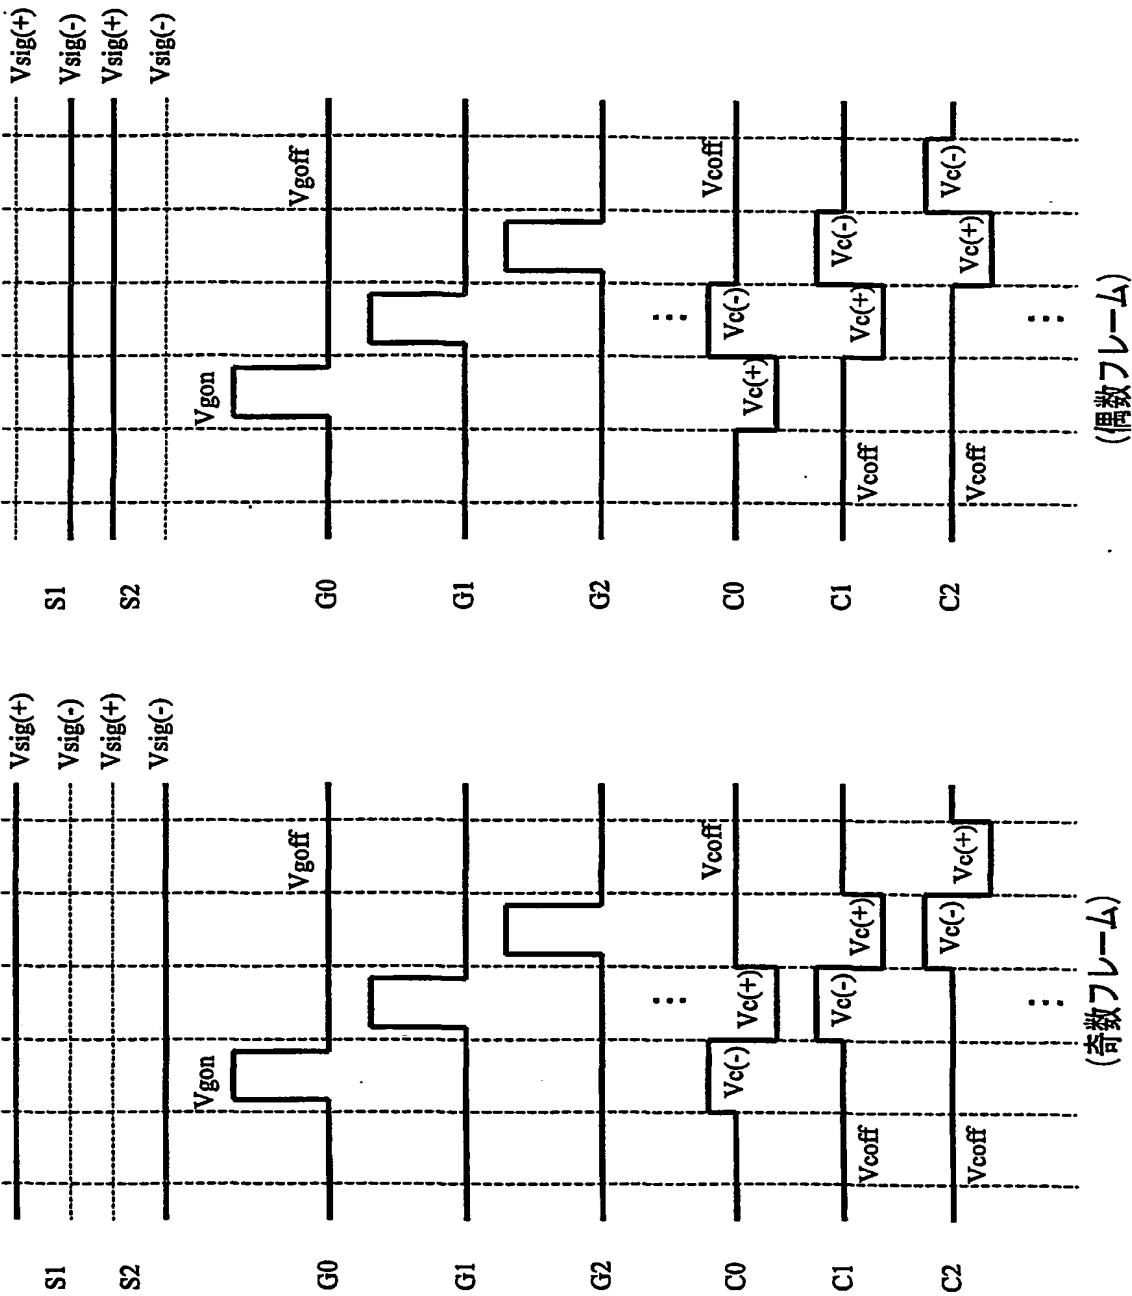 Vsig(+)
S1
Vsig(-)
Vsig(+)
S2
Vsig(-)
Vgon
Vgoff
G0
G1
G2
⋮
Vcoff
C0
Vc(-)
Vc(+)
C1
Vcoff
Vc(-)
Vc(+)
C2
Vcoff
Vc(-)
Vc(+)
⋮
(奇数フレーム)
Vsig(+)
S1
Vsig(-)
Vsig(+)
S2
Vsig(-)
Vgon
Vgoff
G0
G1
G2
⋮
Vcoff
C0
Vc(+)
Vc(-)
C1
Vcoff
Vc(+)
Vc(-)
C2
Vcoff
Vc(+)
Vc(-)
⋮
(偶数フレーム)